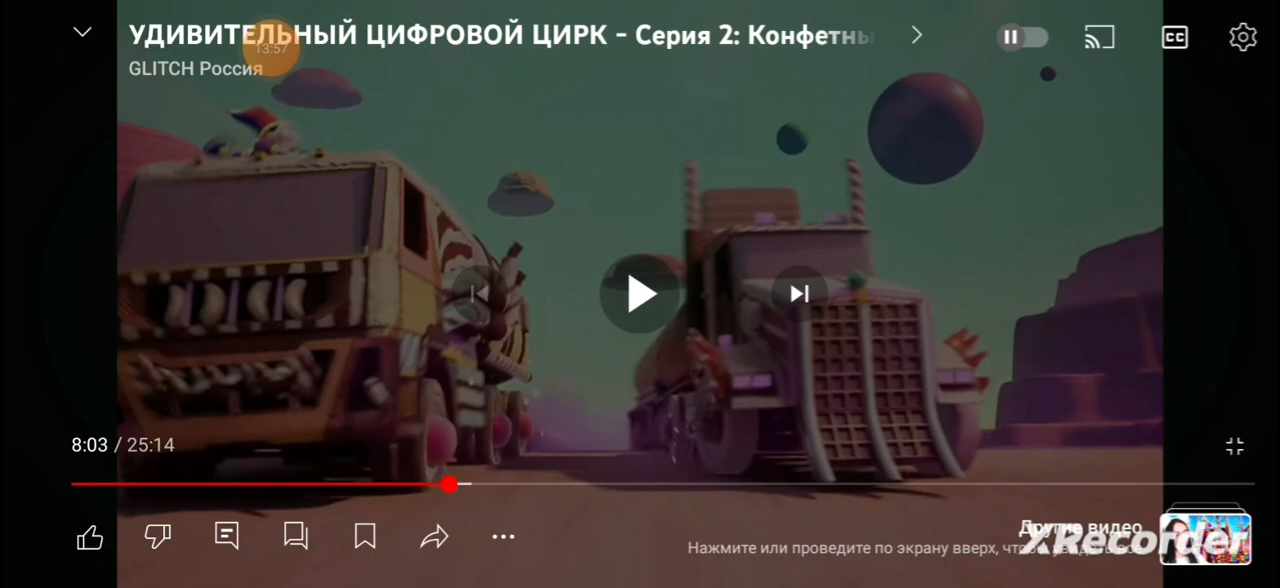 УДИВИТЕЛЬНЫЙ ЦИФРОВОЙ ЦИРК - Серия 2: Конфетны
13:57
GLITCH Россия
CC
8:03 / 25:14
Другие видео
Нажмите или проведите по экрану вверх,
XRecorder